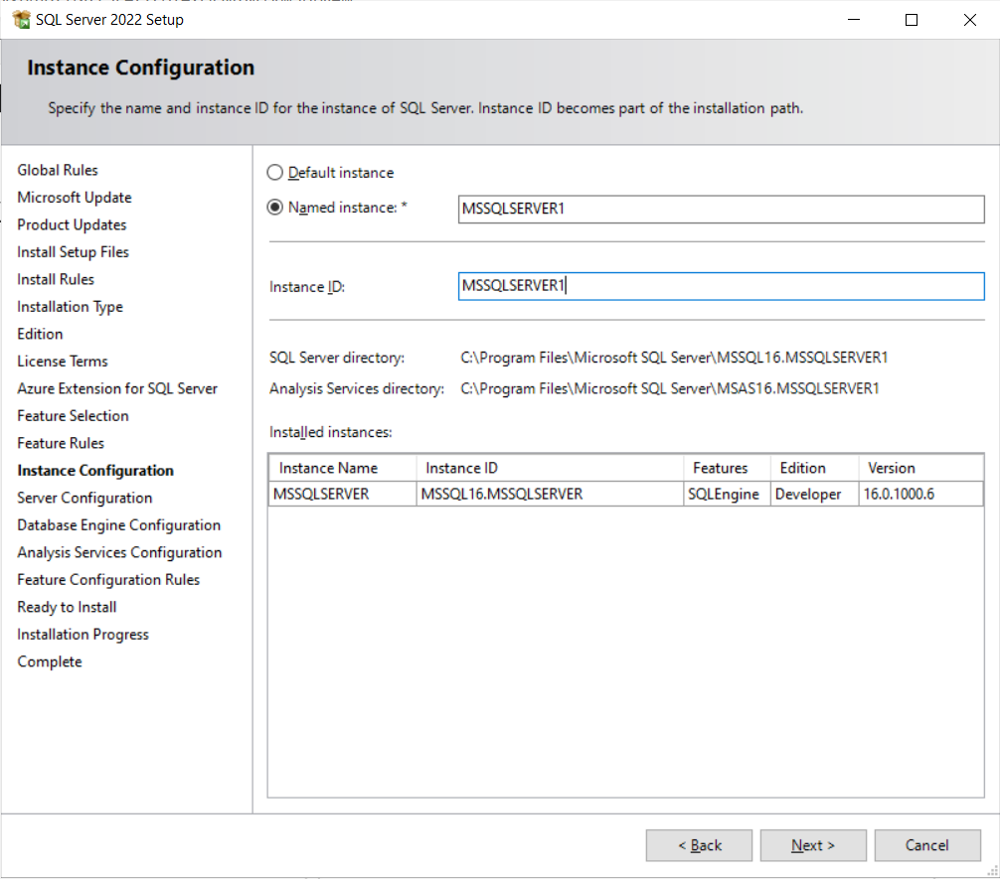 SQL Server 2022 Setup
Instance Configuration
Specify the name and instance ID for the instance of SQL Server. Instance ID becomes part of the installation path.
Global Rules
Microsoft Update
Product Updates
Install Setup Files
Install Rules
Installation Type
Edition
License Terms
Azure Extension for SQL Server
Feature Selection
Feature Rules
Instance Configuration
Server Configuration
Database Engine Configuration
Analysis Services Configuration
Feature Configuration Rules
Ready to Install
Installation Progress
Complete
Default instance
Named instance: * MSSQLSERVER1
Instance ID: MSSQLSERVER1
SQL Server directory: C:\Program Files\Microsoft SQL Server\MSSQL16.MSSQLSERVER1
Analysis Services directory: C:\Program Files\Microsoft SQL Server\MSAS16.MSSQLSERVER1
Installed instances:
Instance Name Instance ID Features Edition Version
MSSQLSERVER MSSQL16.MSSQLSERVER SQLEngine Developer 16.0.1000.6
< Back Next > Cancel